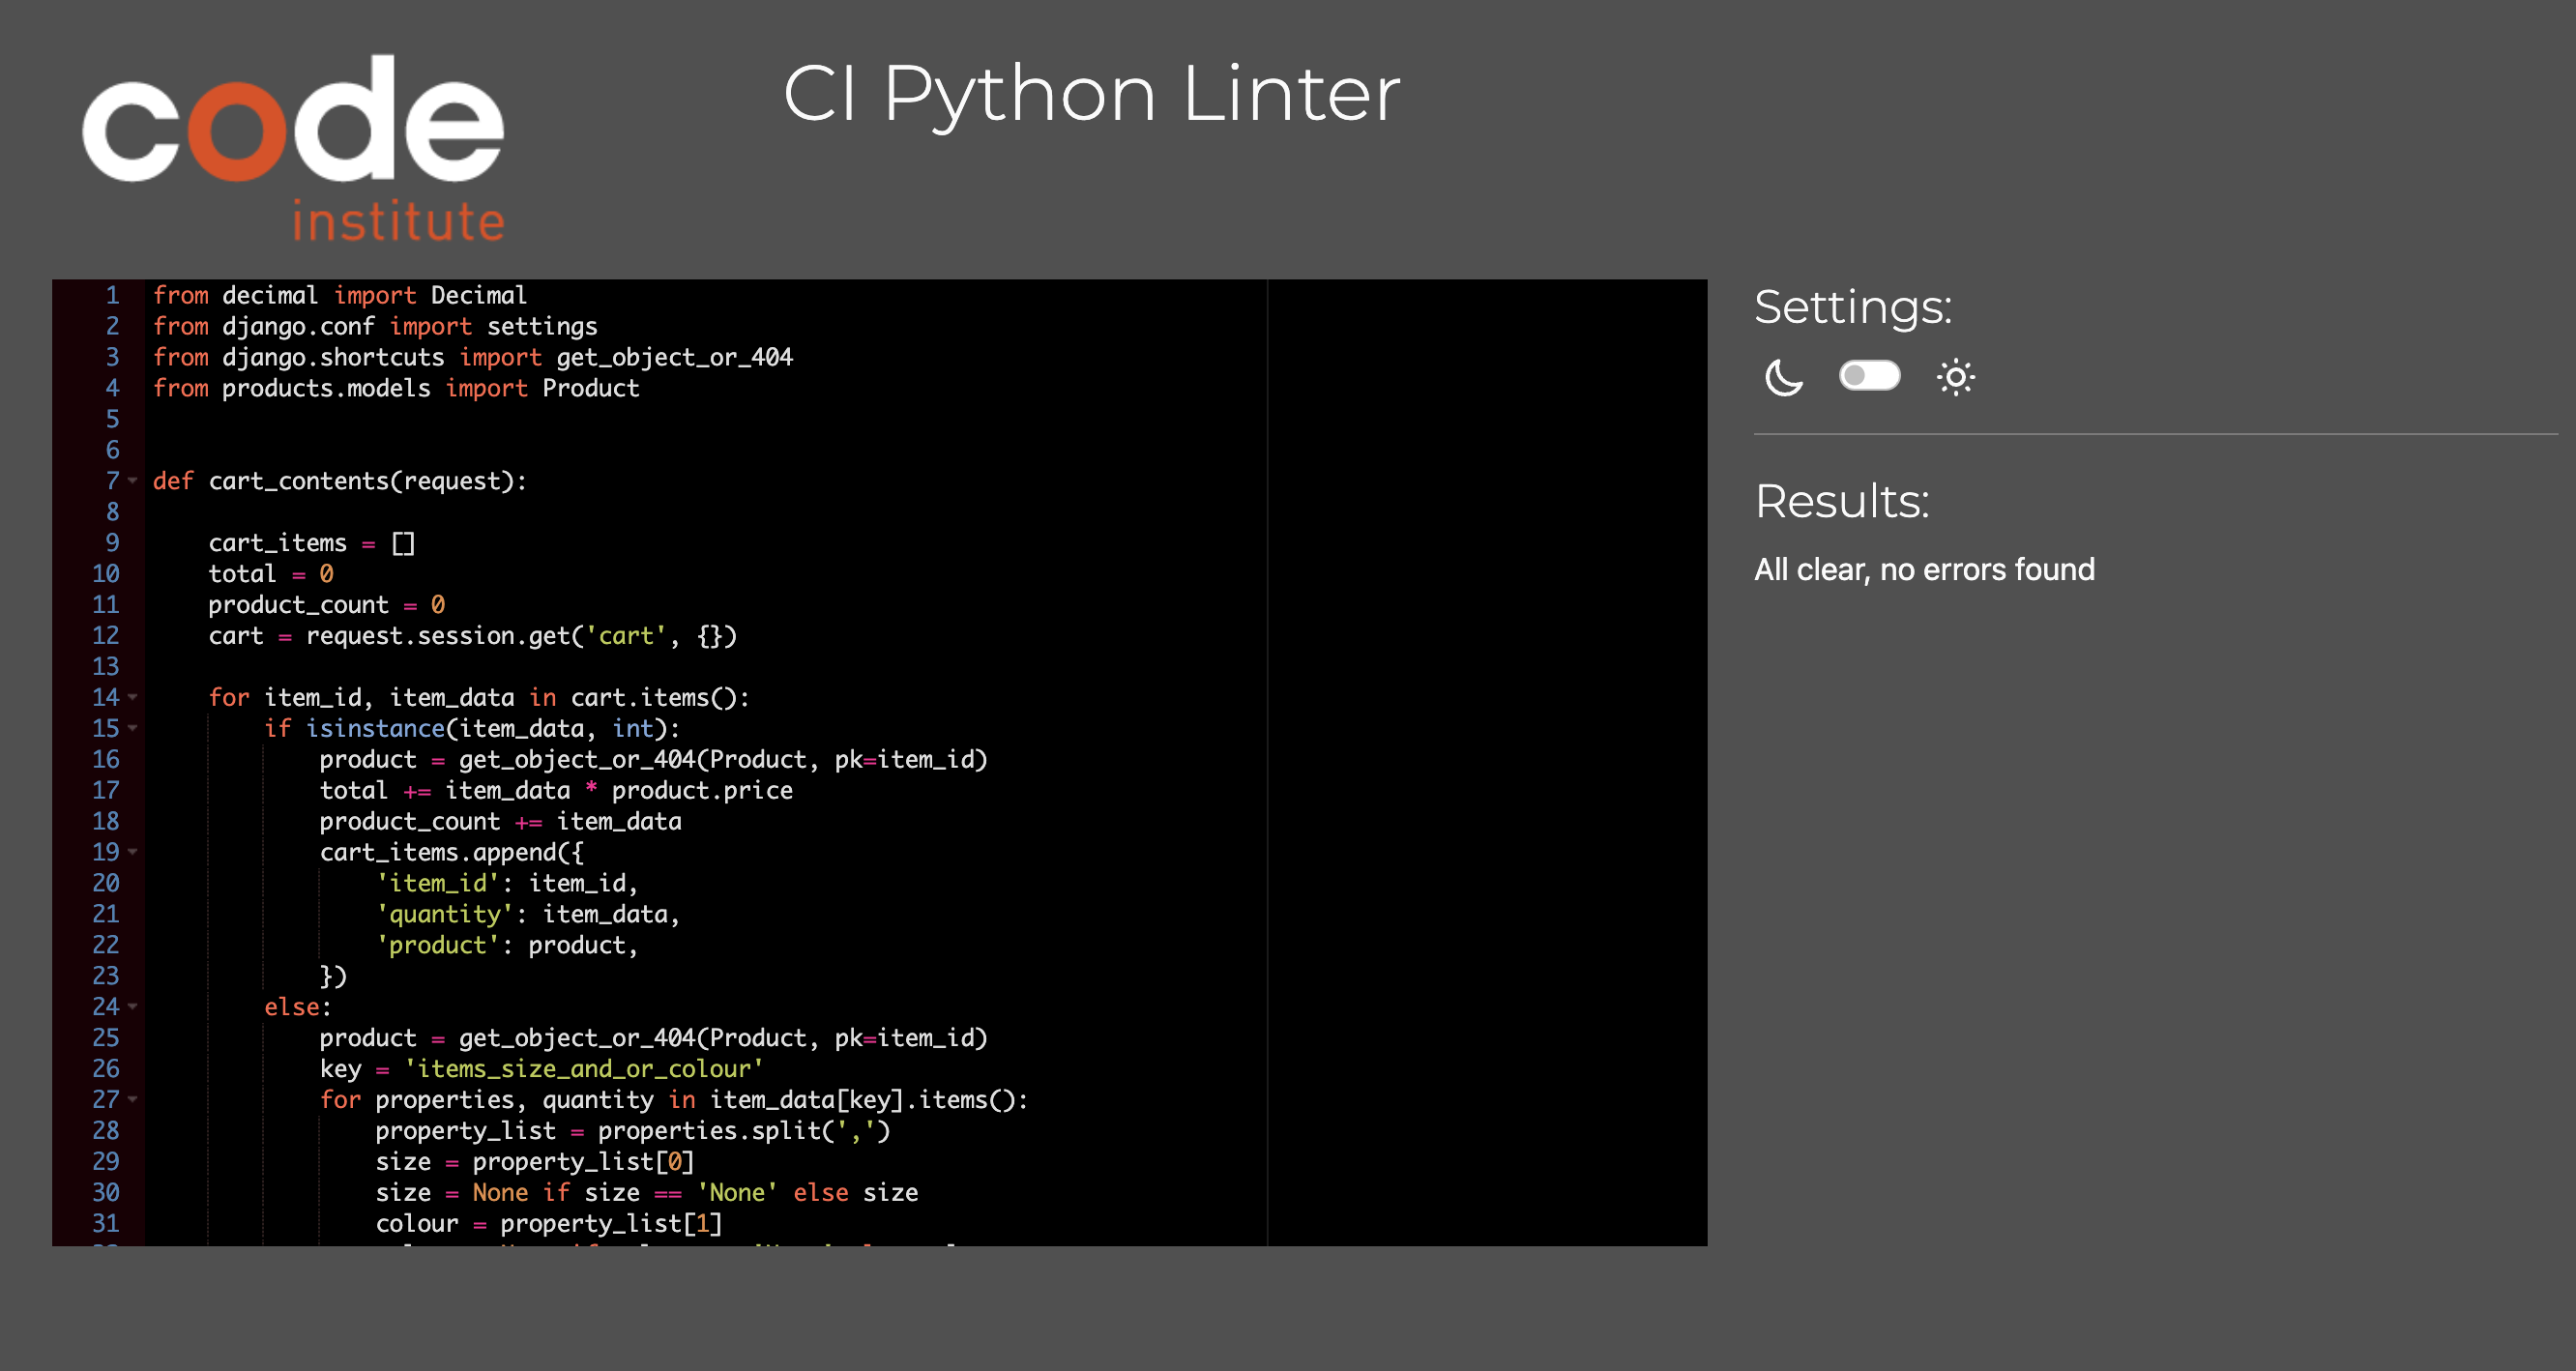 code
institute
CI Python Linter
1 from decimal import Decimal
2 from django.conf import settings
3 from django.shortcuts import get_object_or_404
4 from products.models import Product
5
6
7 def cart_contents(request):
8
9     cart_items = []
10     total = 0
11     product_count = 0
12     cart = request.session.get('cart', {})
13
14     for item_id, item_data in cart.items():
15         if isinstance(item_data, int):
16             product = get_object_or_404(Product, pk=item_id)
17             total += item_data * product.price
18             product_count += item_data
19             cart_items.append({
20                 'item_id': item_id,
21                 'quantity': item_data,
22                 'product': product,
23             })
24         else:
25             product = get_object_or_404(Product, pk=item_id)
26             key = 'items_size_and_or_colour'
27             for properties, quantity in item_data[key].items():
28                 property_list = properties.split(',')
29                 size = property_list[0]
30                 size = None if size == 'None' else size
31                 colour = property_list[1]
Settings:
Results:
All clear, no errors found